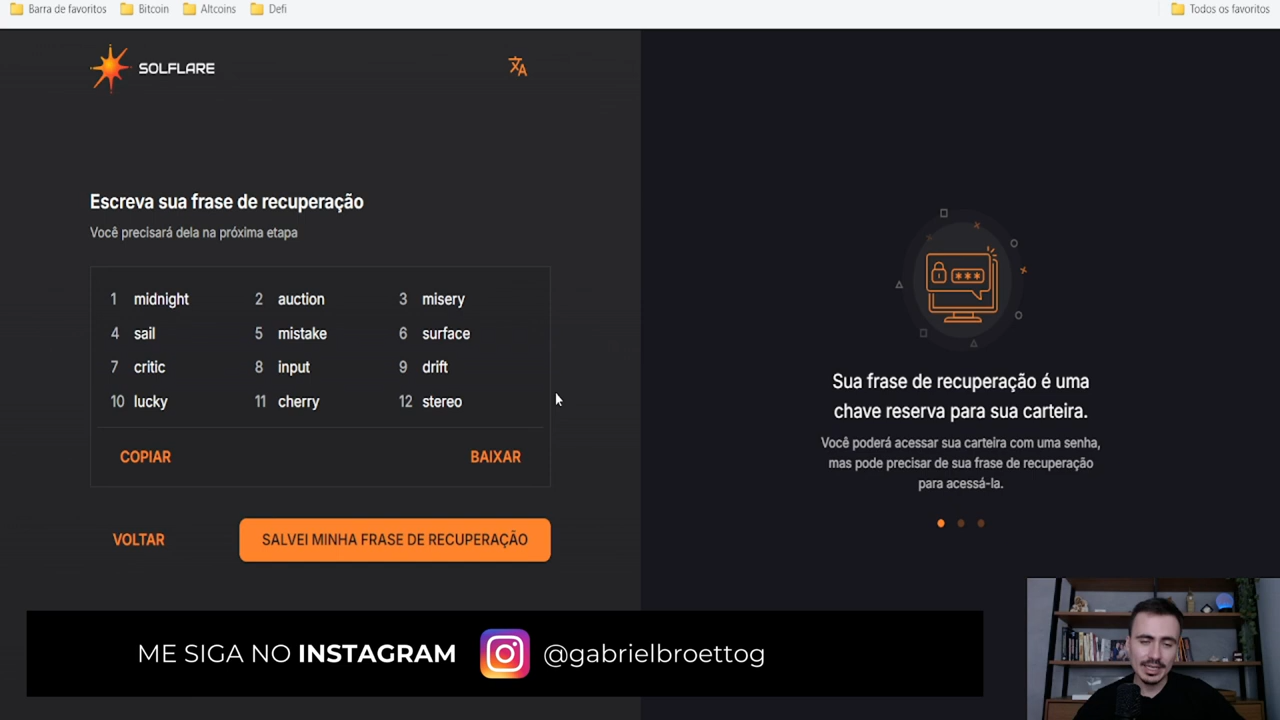 Barra de favoritos Bitcoin Altcoins Defi Todos os favoritos
SOLFLARE
Escreva sua frase de recuperação
Você precisará dela na próxima etapa
1 midnight 2 auction 3 misery
4 sail 5 mistake 6 surface
7 critic 8 input 9 drift
10 lucky 11 cherry 12 stereo
COPIAR BAIXAR
VOLTAR SALVEI MINHA FRASE DE RECUPERAÇÃO
Sua frase de recuperação é uma
chave reserva para sua carteira.
Você poderá acessar sua carteira com uma senha,
mas pode precisar de sua frase de recuperação
para acessá-la.
ME SIGA NO INSTAGRAM @gabrielbroettog